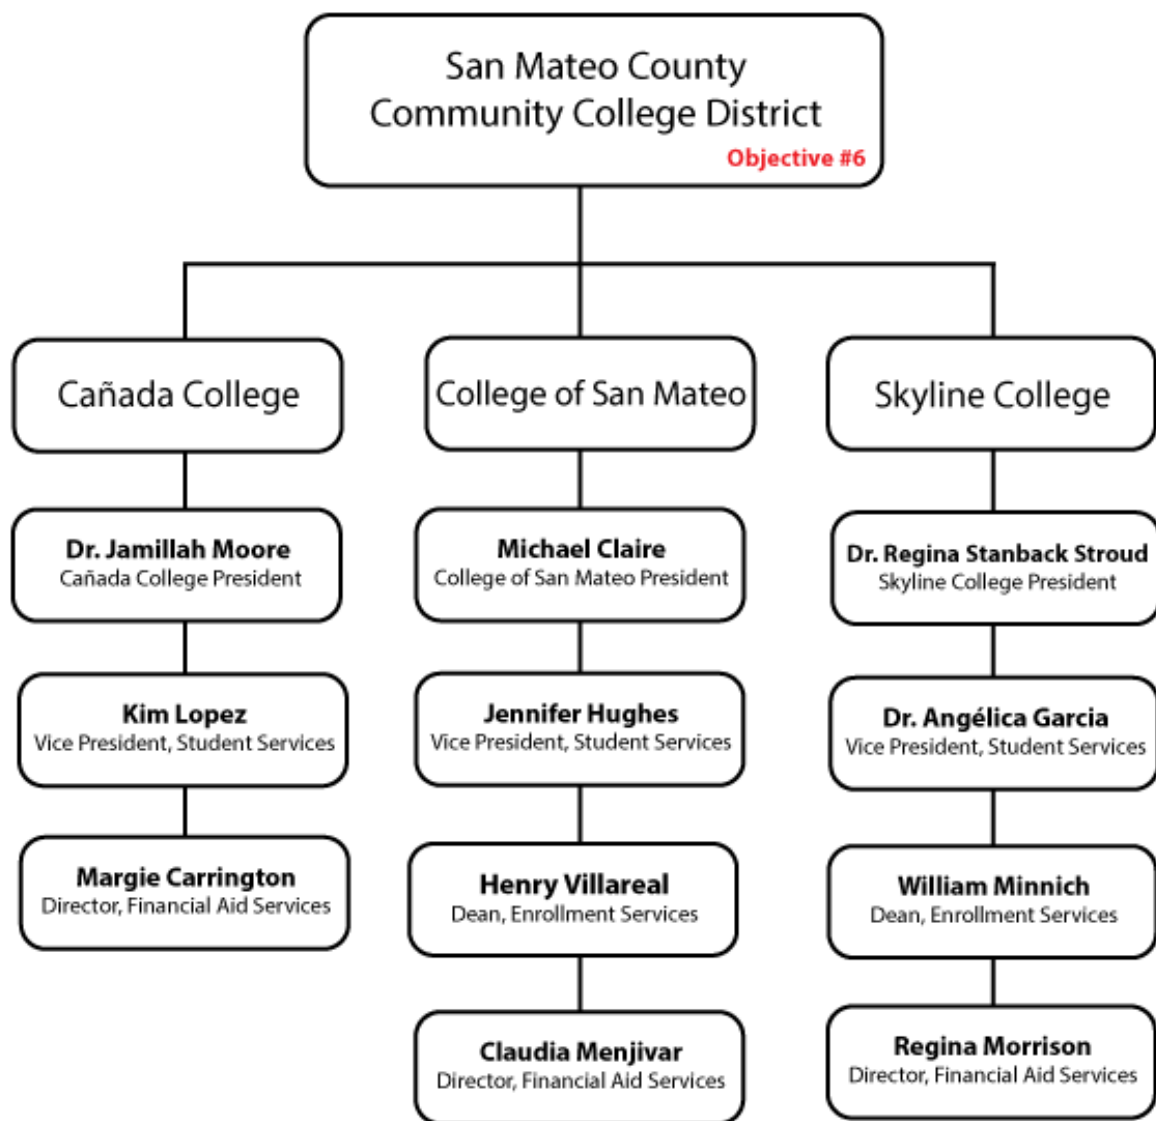 San Mateo County
Community College District
Objective #6
Cañada College
College of San Mateo
Skyline College
Dr. Jamillah Moore
Cañada College President
Michael Claire
College of San Mateo President
Dr. Regina Stanback Stroud
Skyline College President
Kim Lopez
Vice President, Student Services
Jennifer Hughes
Vice President, Student Services
Dr. Angélica Garcia
Vice President, Student Services
Margie Carrington
Director, Financial Aid Services
Henry Villareal
Dean, Enrollment Services
William Minnich
Dean, Enrollment Services
Claudia Menjivar
Director, Financial Aid Services
Regina Morrison
Director, Financial Aid Services